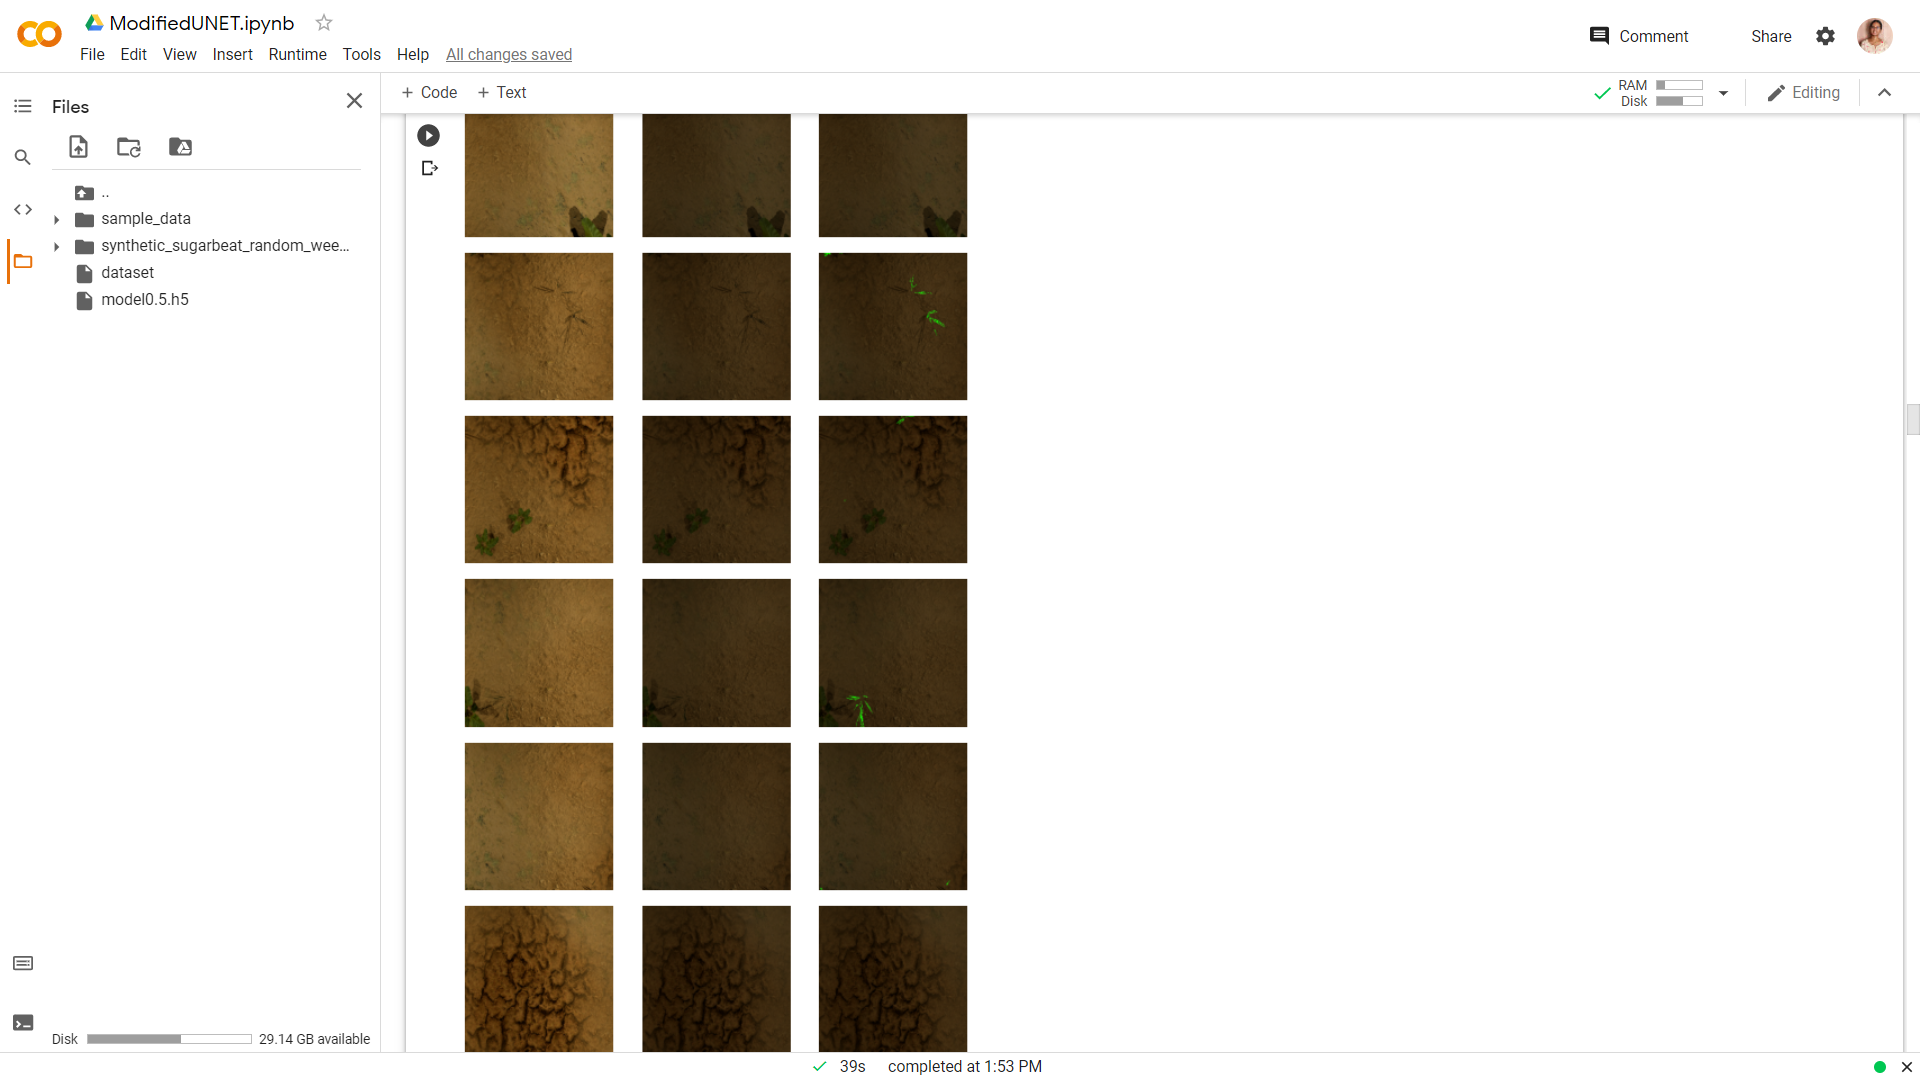 ModifiedUNET.ipynb
File Edit View Insert Runtime Tools Help All changes saved
Comment Share
Files
+ Code + Text
RAM
Disk
Editing
..
sample_data
synthetic_sugarbeat_random_wee...
dataset
model0.5.h5
Disk 29.14 GB available
39s completed at 1:53 PM